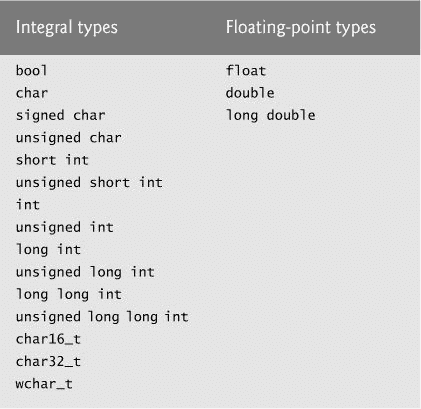 Integral types Floating-point types
bool float
char double
signed char long double
unsigned char
short int
unsigned short int
int
unsigned int
long int
unsigned long int
long long int
unsigned long long int
char16_t
char32_t
wchar_t